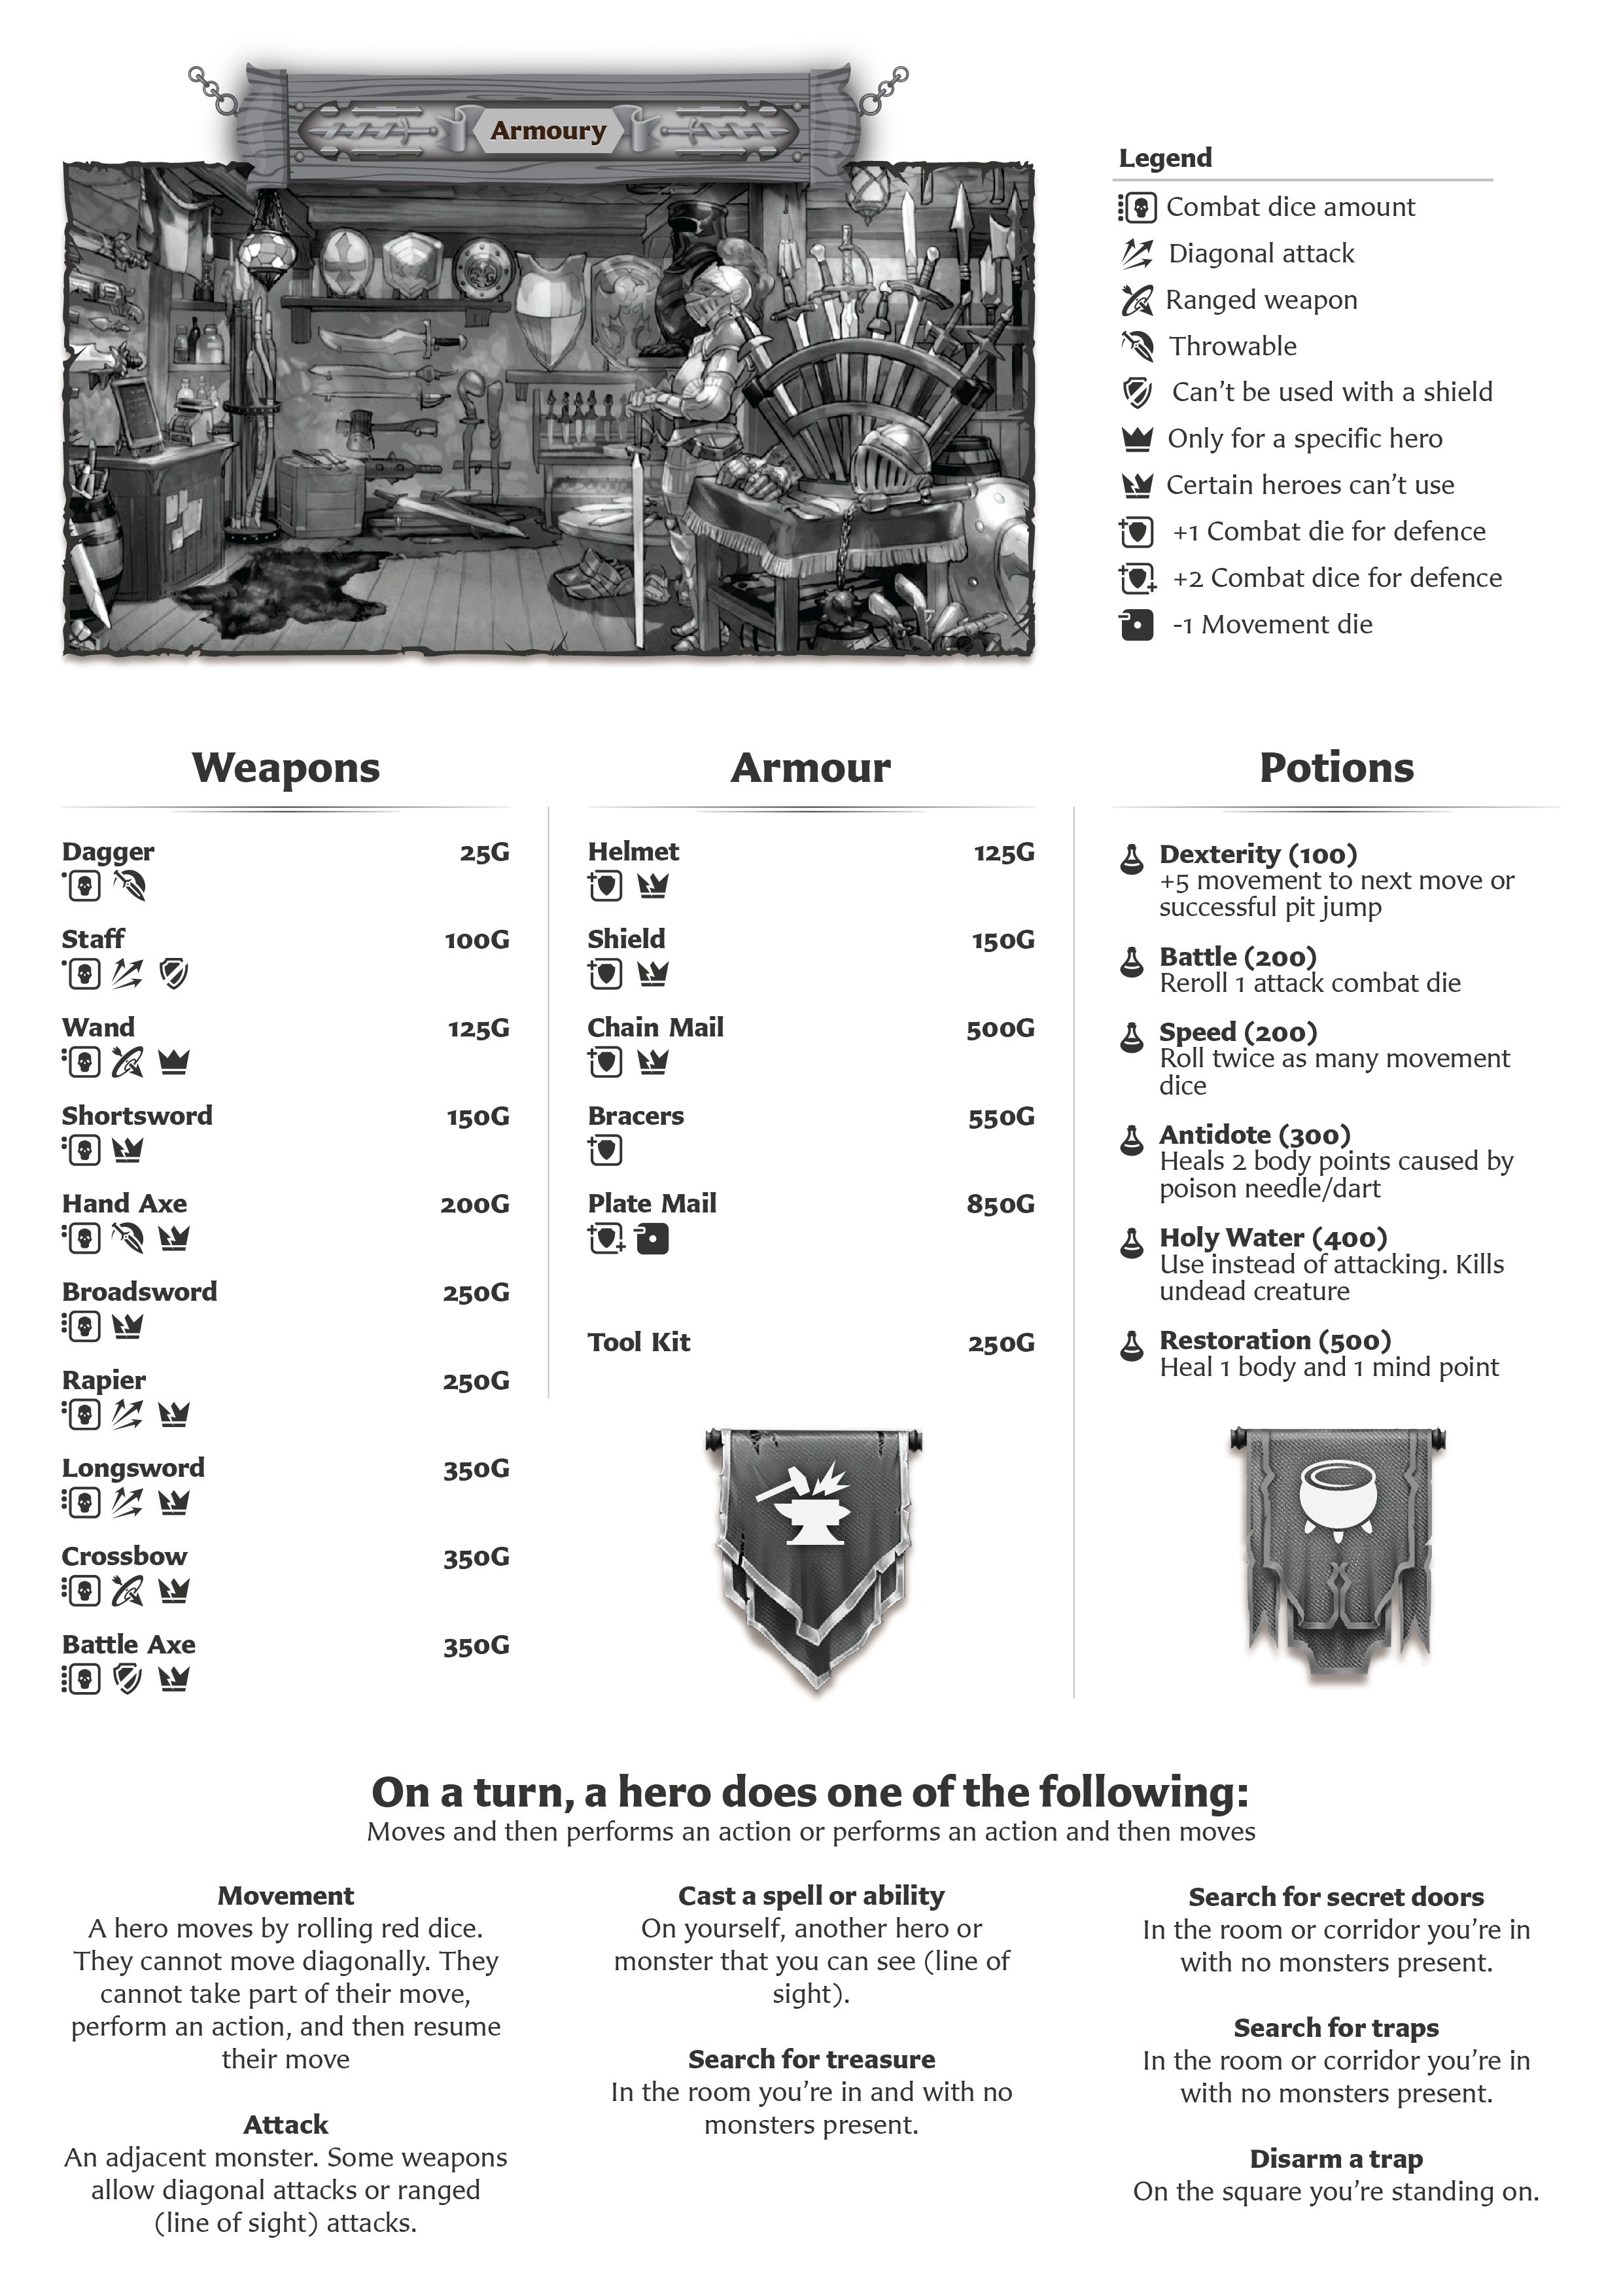 Armoury
Legend
Combat dice amount
Diagonal attack
Ranged weapon
Throwable
Can’t be used with a shield
Only for a specific hero
Certain heroes can’t use
+1 Combat die for defence
+2 Combat dice for defence
-1 Movement die
Weapons
Dagger 25G
Staff 100G
Wand 125G
Shortsword 150G
Hand Axe 200G
Broadsword 250G
Rapier 250G
Longsword 350G
Crossbow 350G
Battle Axe 350G
Armour
Helmet 125G
Shield 150G
Chain Mail 500G
Bracers 550G
Plate Mail 850G
Tool Kit 250G
Potions
Dexterity (100)
+5 movement to next move or
successful pit jump
Battle (200)
Reroll 1 attack combat die
Speed (200)
Roll twice as many movement
dice
Antidote (300)
Heals 2 body points caused by
poison needle/dart
Holy Water (400)
Use instead of attacking. Kills
undead creature
Restoration (500)
Heal 1 body and 1 mind point
On a turn, a hero does one of the following:
Moves and then performs an action or performs an action and then moves
Movement
A hero moves by rolling red dice.
They cannot move diagonally. They
cannot take part of their move,
perform an action, and then resume
their move
Attack
An adjacent monster. Some weapons
allow diagonal attacks or ranged
(line of sight) attacks.
Cast a spell or ability
On yourself, another hero or
monster that you can see (line of
sight).
Search for treasure
In the room you’re in and with no
monsters present.
Search for secret doors
In the room or corridor you’re in
with no monsters present.
Search for traps
In the room or corridor you’re in
with no monsters present.
Disarm a trap
On the square you’re standing on.